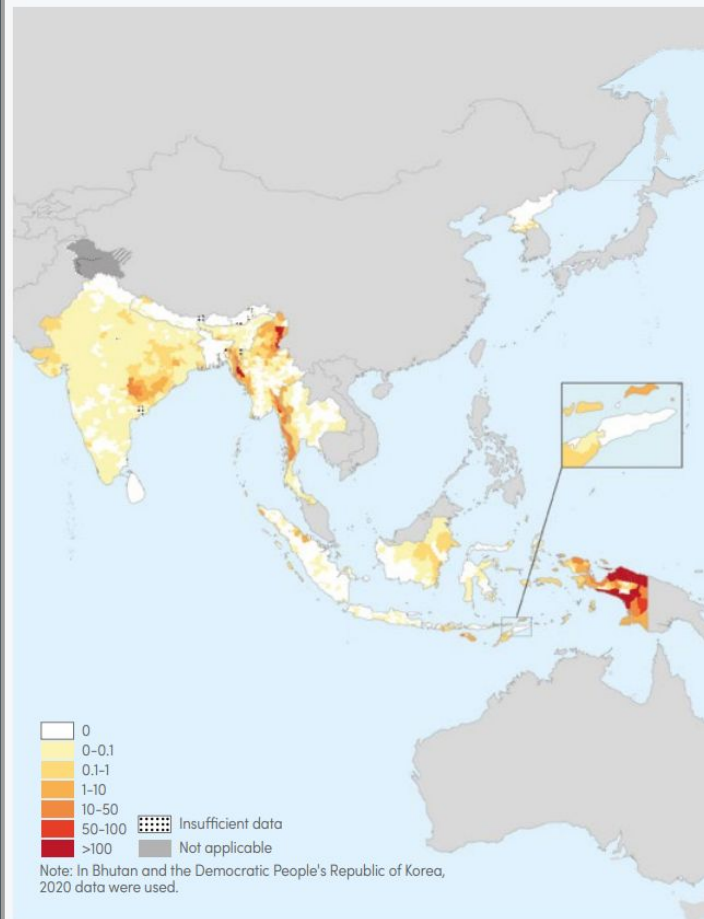 0
0-0.1
0.1-1
1-10
10-50
50-100
>100
Insufficient data
Not applicable
Note: In Bhutan and the Democratic People's Republic of Korea,
2020 data were used.